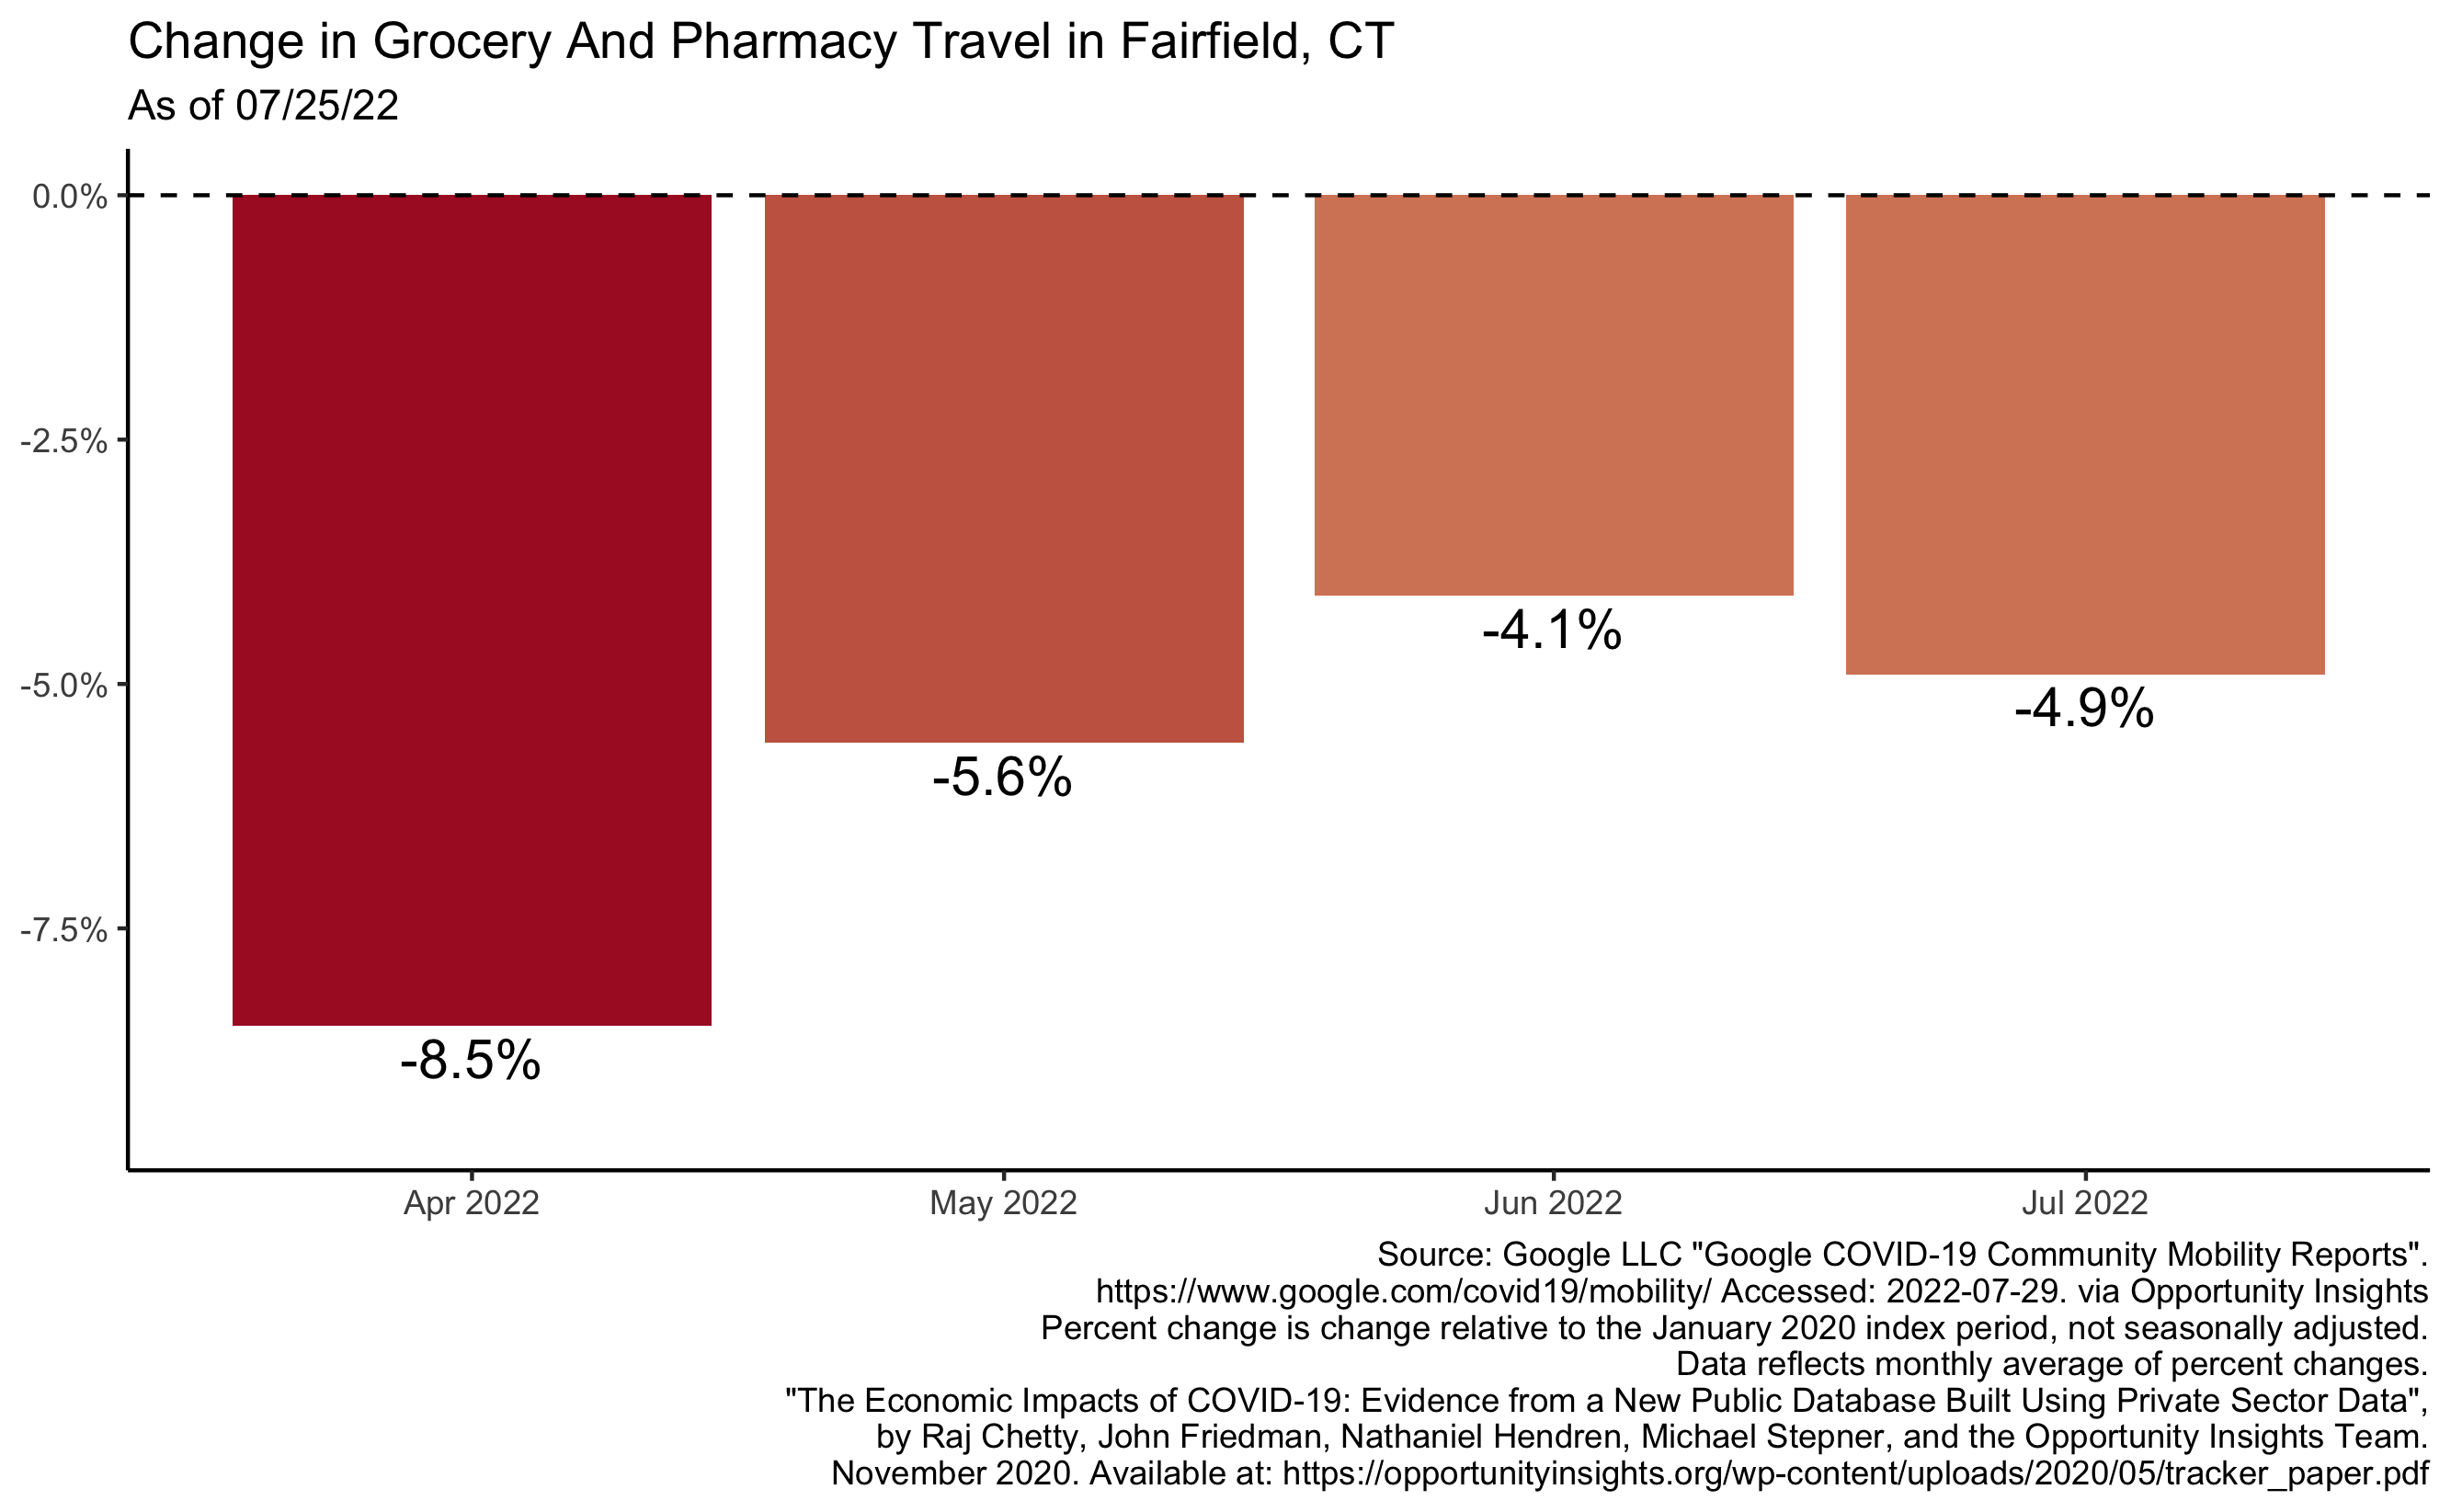 Change in Grocery And Pharmacy Travel in Fairfield, CT
As of 07/25/22
0.0%
-2.5%
-5.0%
-7.5%
-8.5%
-5.6%
-4.1%
-4.9%
Apr 2022
May 2022
Jun 2022
Jul 2022
Source: Google LLC "Google COVID-19 Community Mobility Reports".
https://www.google.com/covid19/mobility/ Accessed: 2022-07-29. via Opportunity Insights
Percent change is change relative to the January 2020 index period, not seasonally adjusted.
Data reflects monthly average of percent changes.
"The Economic Impacts of COVID-19: Evidence from a New Public Database Built Using Private Sector Data",
by Raj Chetty, John Friedman, Nathaniel Hendren, Michael Stepner, and the Opportunity Insights Team.
November 2020. Available at: https://opportunityinsights.org/wp-content/uploads/2020/05/tracker_paper.pdf